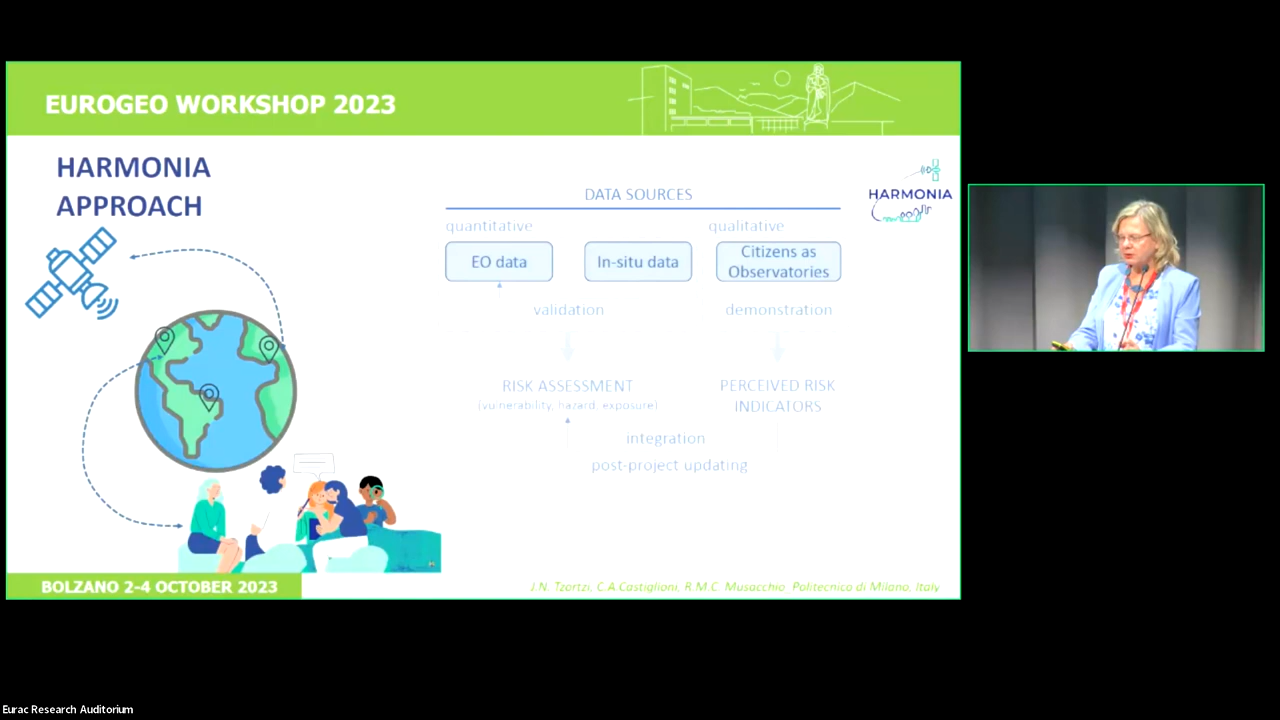 EUROGEO WORKSHOP 2023
HARMONIA
APPROACH
HARMONIA
DATA SOURCES
quantitative
qualitative
EO data
In-situ data
Citizens as
Observatories
validation
demonstration
RISK ASSESSMENT
(vulnerability, hazard, exposure)
PERCEIVED RISK
INDICATORS
integration
post-project updating
BOLZANO 2-4 OCTOBER 2023
J.N. Tzortzi, C.A.Castiglioni, R.M.C. Musacchio Politecnico di Milano, Italy
Eurac Research Auditorium